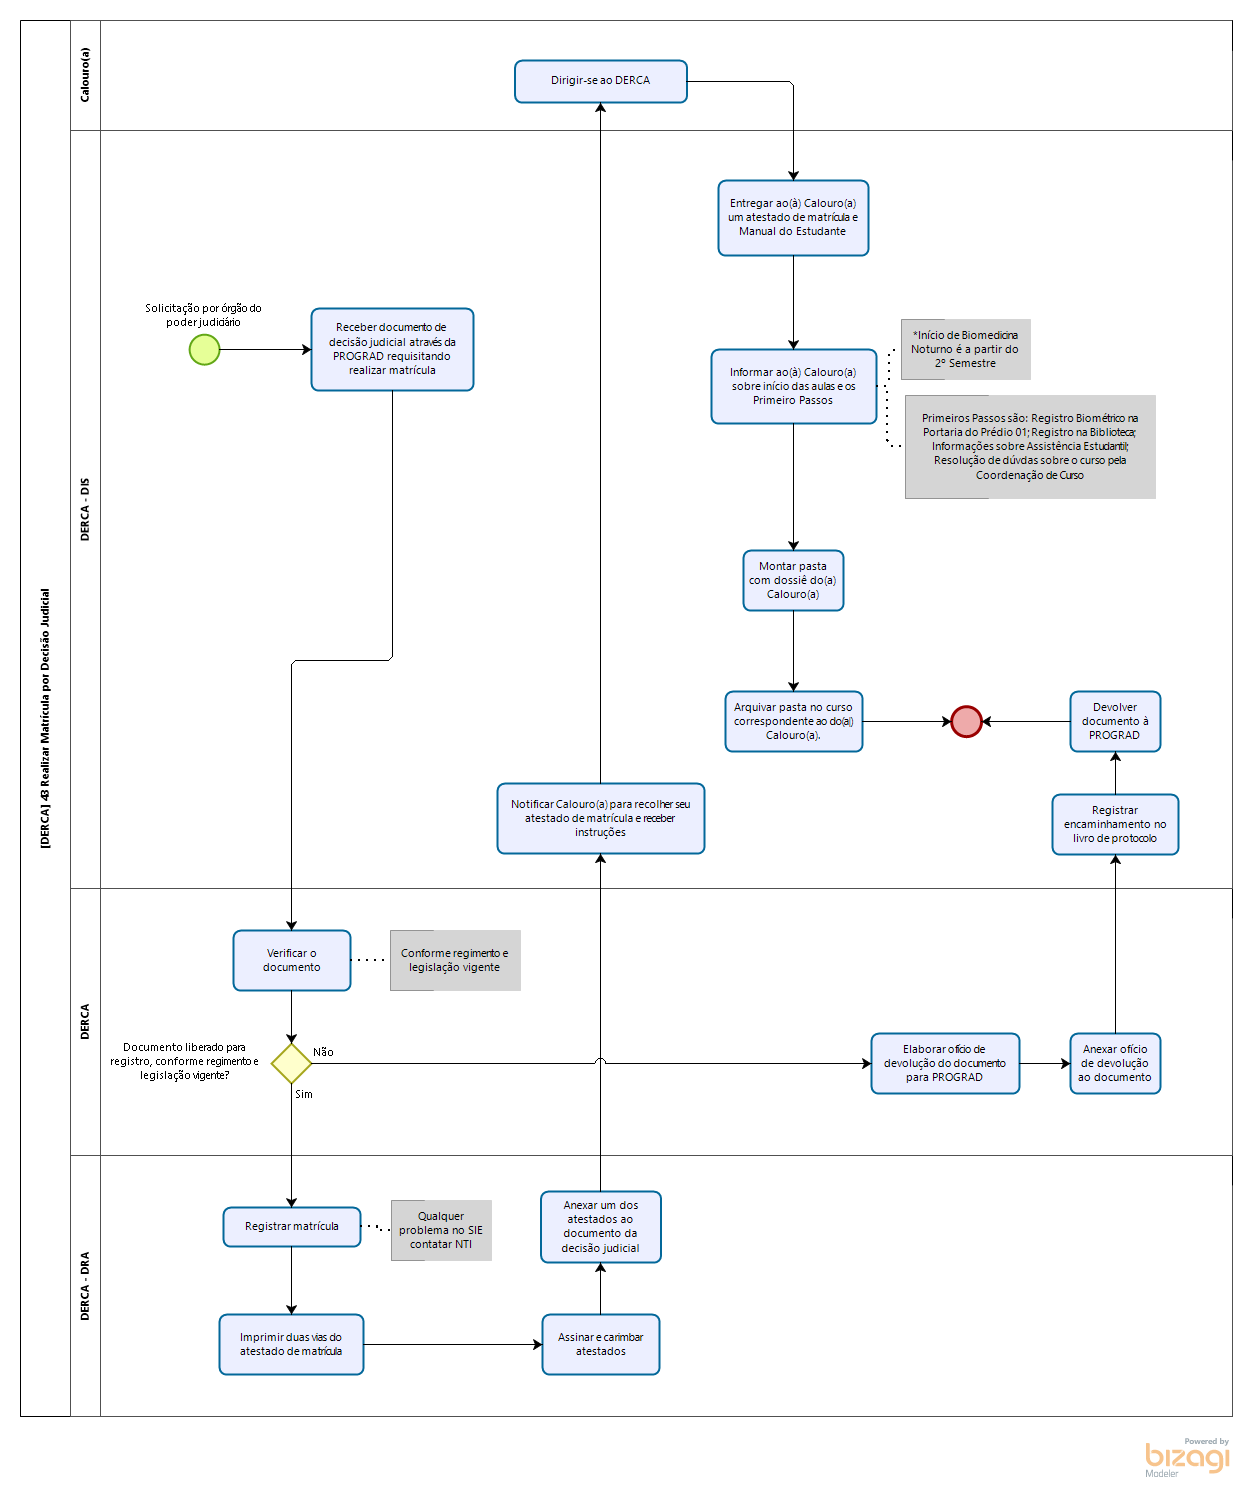 [DERCA] 43 Realizar Matrícula por Decisão Judicial
Calouro(a)
Dirigir-se ao DERCA
DERCA - DIS
Solicitação por órgão do
poder judiciário
Receber documento de
decisão judicial através da
PROGRAD requisitando
realizar matrícula
Entregar ao(à) Calouro(a)
um atestado de matrícula e
Manual do Estudante
Informar ao(à) Calouro(a)
sobre início das aulas e os
Primeiro Passos
*Início de Biomedicina
Noturno é a partir do
2º Semestre
Primeiros Passos são: Registro Biométrico na
Portaria do Prédio 01; Registro na Biblioteca;
Informações sobre Assistência Estudantil;
Resolução de dúvdas sobre o curso pela
Coordenação de Curso
Montar pasta
com dossiê do(a)
Calouro(a)
Arquivar pasta no curso
correspondente ao do(a)
Calouro(a).
Devolver
documento à
PROGRAD
Notificar Calouro(a) para recolher seu
atestado de matrícula e receber
instruções
Registrar
encaminhamento no
livro de protocolo
DERCA
Verificar o
documento
Conforme regimento e
legislação vigente
Documento liberado para
registro, conforme regimento e
legislação vigente?
Não
Sim
Elaborar ofício de
devolução do documento
para PROGRAD
Anexar ofício
de devolução
ao documento
DERCA - DRA
Registrar matrícula
Qualquer
problema no SIE
contatar NTI
Anexar um dos
atestados ao
documento da
decisão judicial
Imprimir duas vias do
atestado de matrícula
Assinar e carimbar
atestados
Powered by
bizagi
Modeler